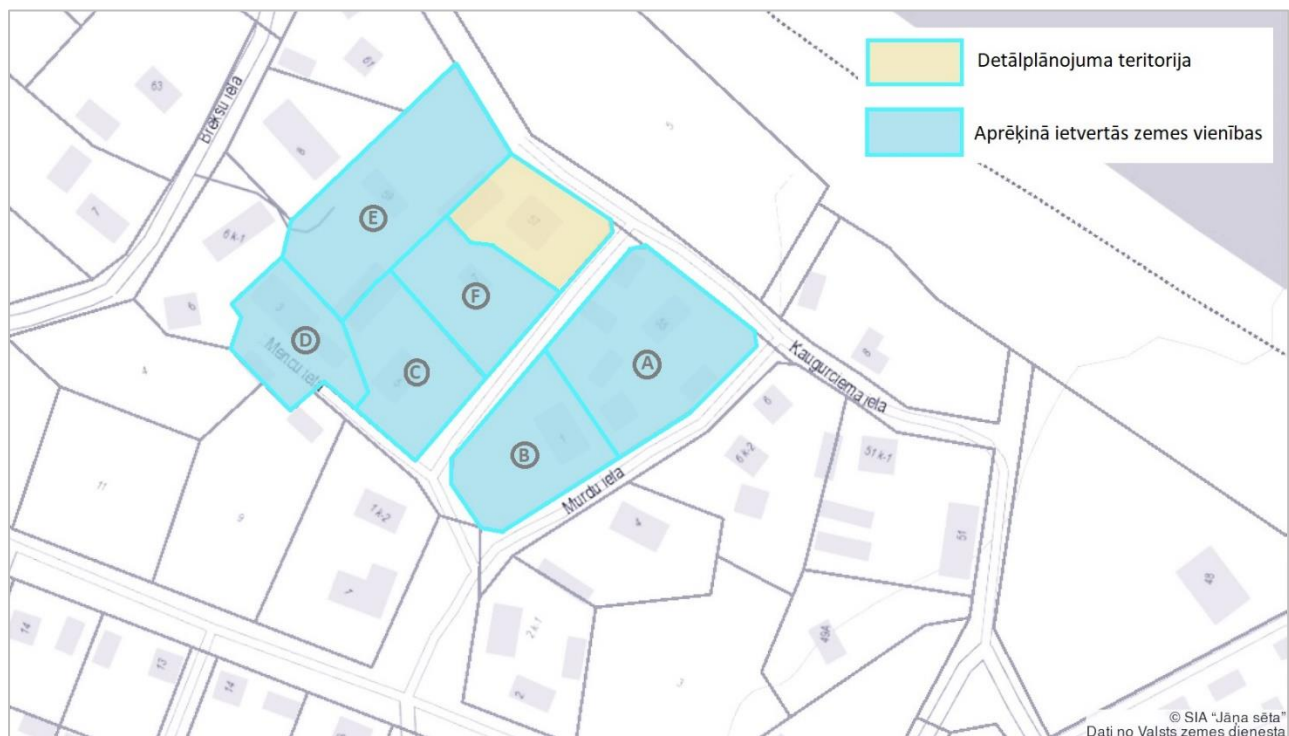 Detālplānojuma teritorija
Aprēķinā ietvertās zemes vienības
Brekšu iela
63
61
5
8
7
6 k-1
6
E
F
D
C
A
B
Mencu iela
4
Kaugurciema iela
Murdu iela
8
6
6 k-2
51 k-1
51
48
49A
11
9
1 k-2
1
4
2 k-1
2
3
14
13
14
© SIA "Jāņa sēta"
Dati no Valsts zemes dienesta